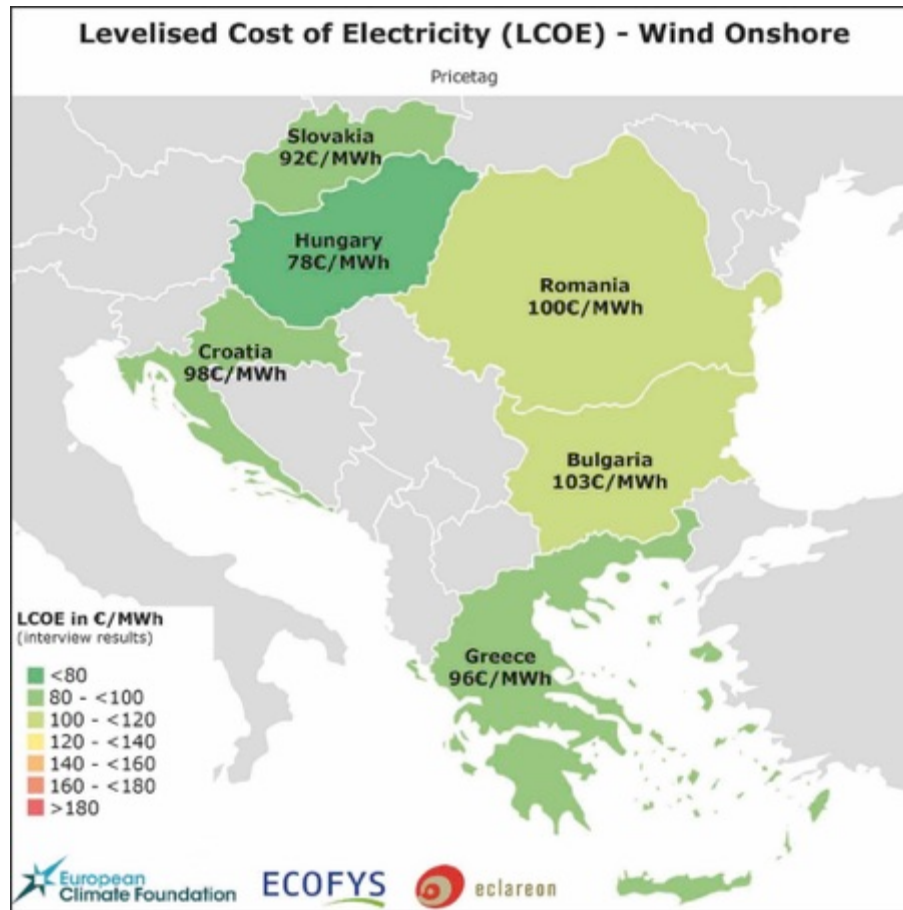 Levelised Cost of Electricity (LCOE) - Wind Onshore
Pricetag
Slovakia
92€/MWh
Hungary
78€/MWh
Romania
100€/MWh
Croatia
98€/MWh
Bulgaria
103€/MWh
Greece
96€/MWh
LCOE in €/MWh
(interview results)
<80
80 - <100
100 - <120
120 - <140
140 - <160
160 - <180
>180
European
Climate Foundation
ECOFYS
eclareon